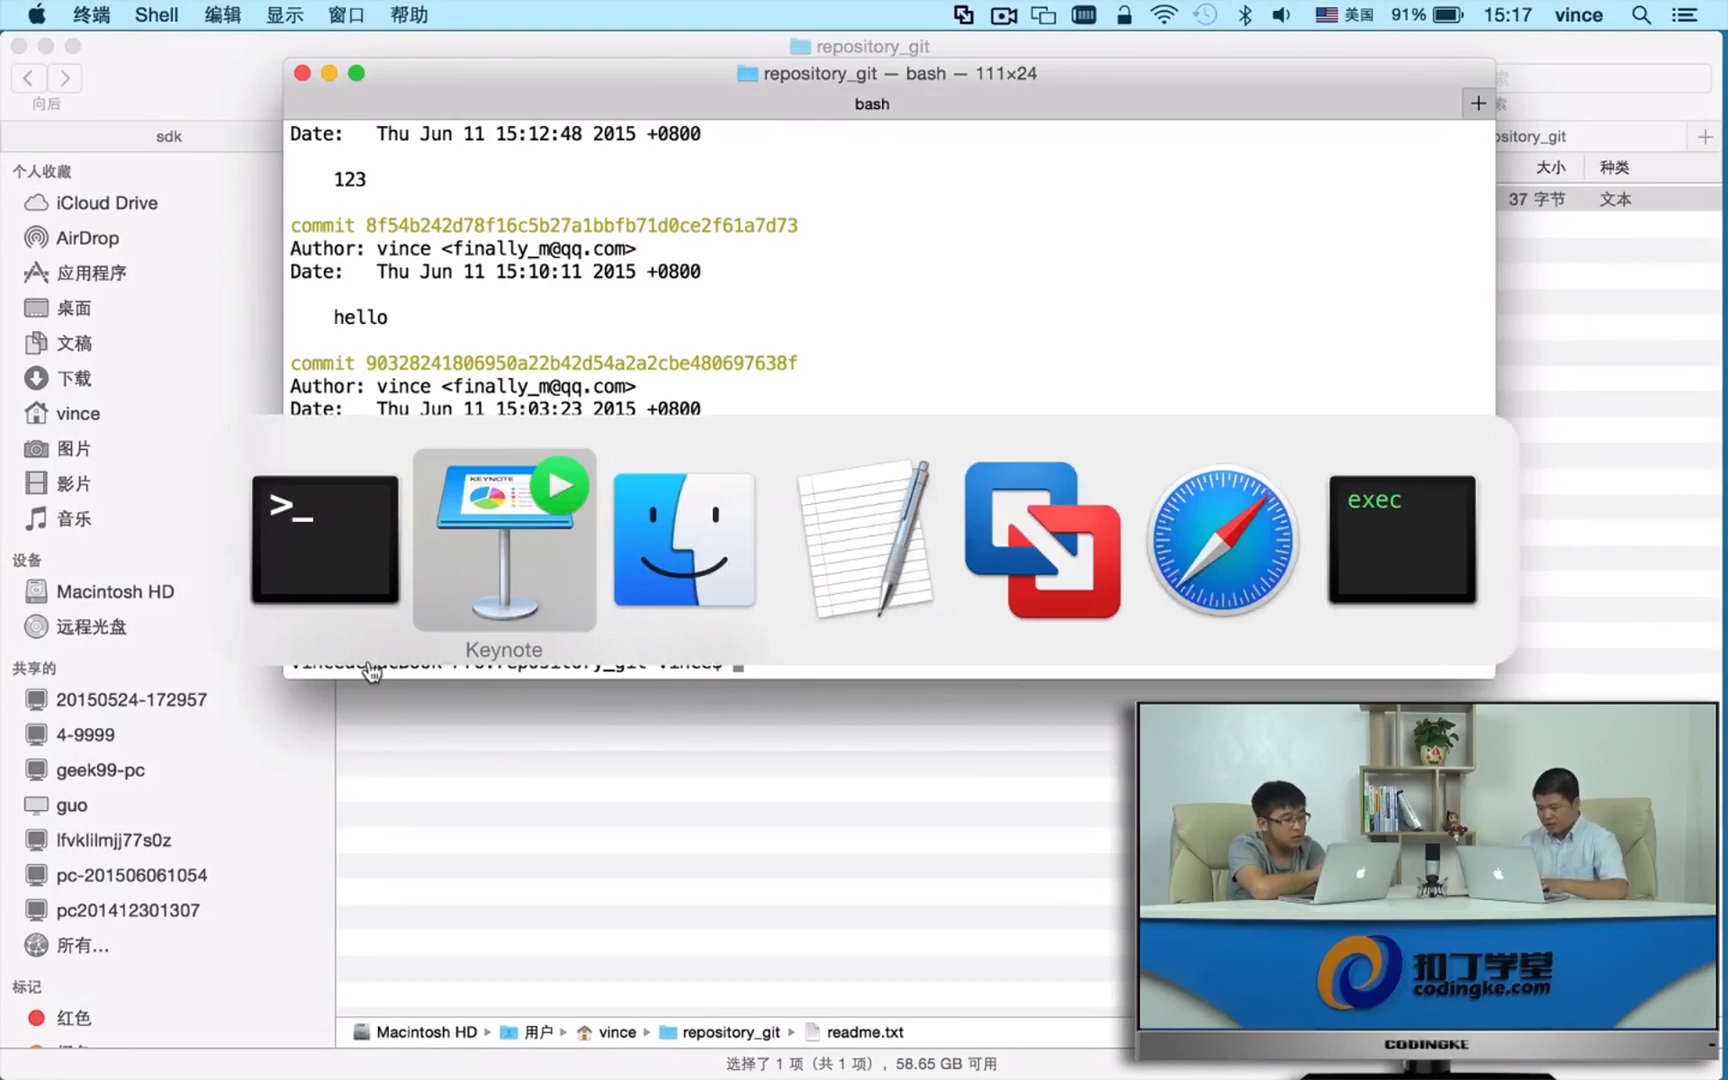 终端 Shell 编辑 显示 窗口 帮助 美国 91% 15:17 vince
repository_git
repository_git — bash — 111×24
向后
bash
sdk
大小 种类
37 字节 文本
个人收藏
iCloud Drive
AirDrop
应用程序
桌面
文稿
下载
vince
图片
影片
音乐
设备
Macintosh HD
远程光盘
共享的
20150524-172957
4-9999
geek99-pc
guo
lfvklilmjj77s0z
pc-201506061054
pc201412301307
所有...
标记
红色
Date: Thu Jun 11 15:12:48 2015 +0800
123
commit 8f54b242d78f16c5b27a1bbfb71d0ce2f61a7d73
Author: vince <finally_m@qq.com>
Date: Thu Jun 11 15:10:11 2015 +0800
hello
commit 90328241806950a22b42d54a2a2cbe480697638f
Author: vince <finally_m@qq.com>
Date: Thu Jun 11 15:03:23 2015 +0800
>_
KEYNOTE
exec
Keynote
扣丁学堂
codingke.com
CODINGKE
Macintosh HD 用户 vince repository_git readme.txt
选择了 1 项（共 1 项），58.65 GB 可用